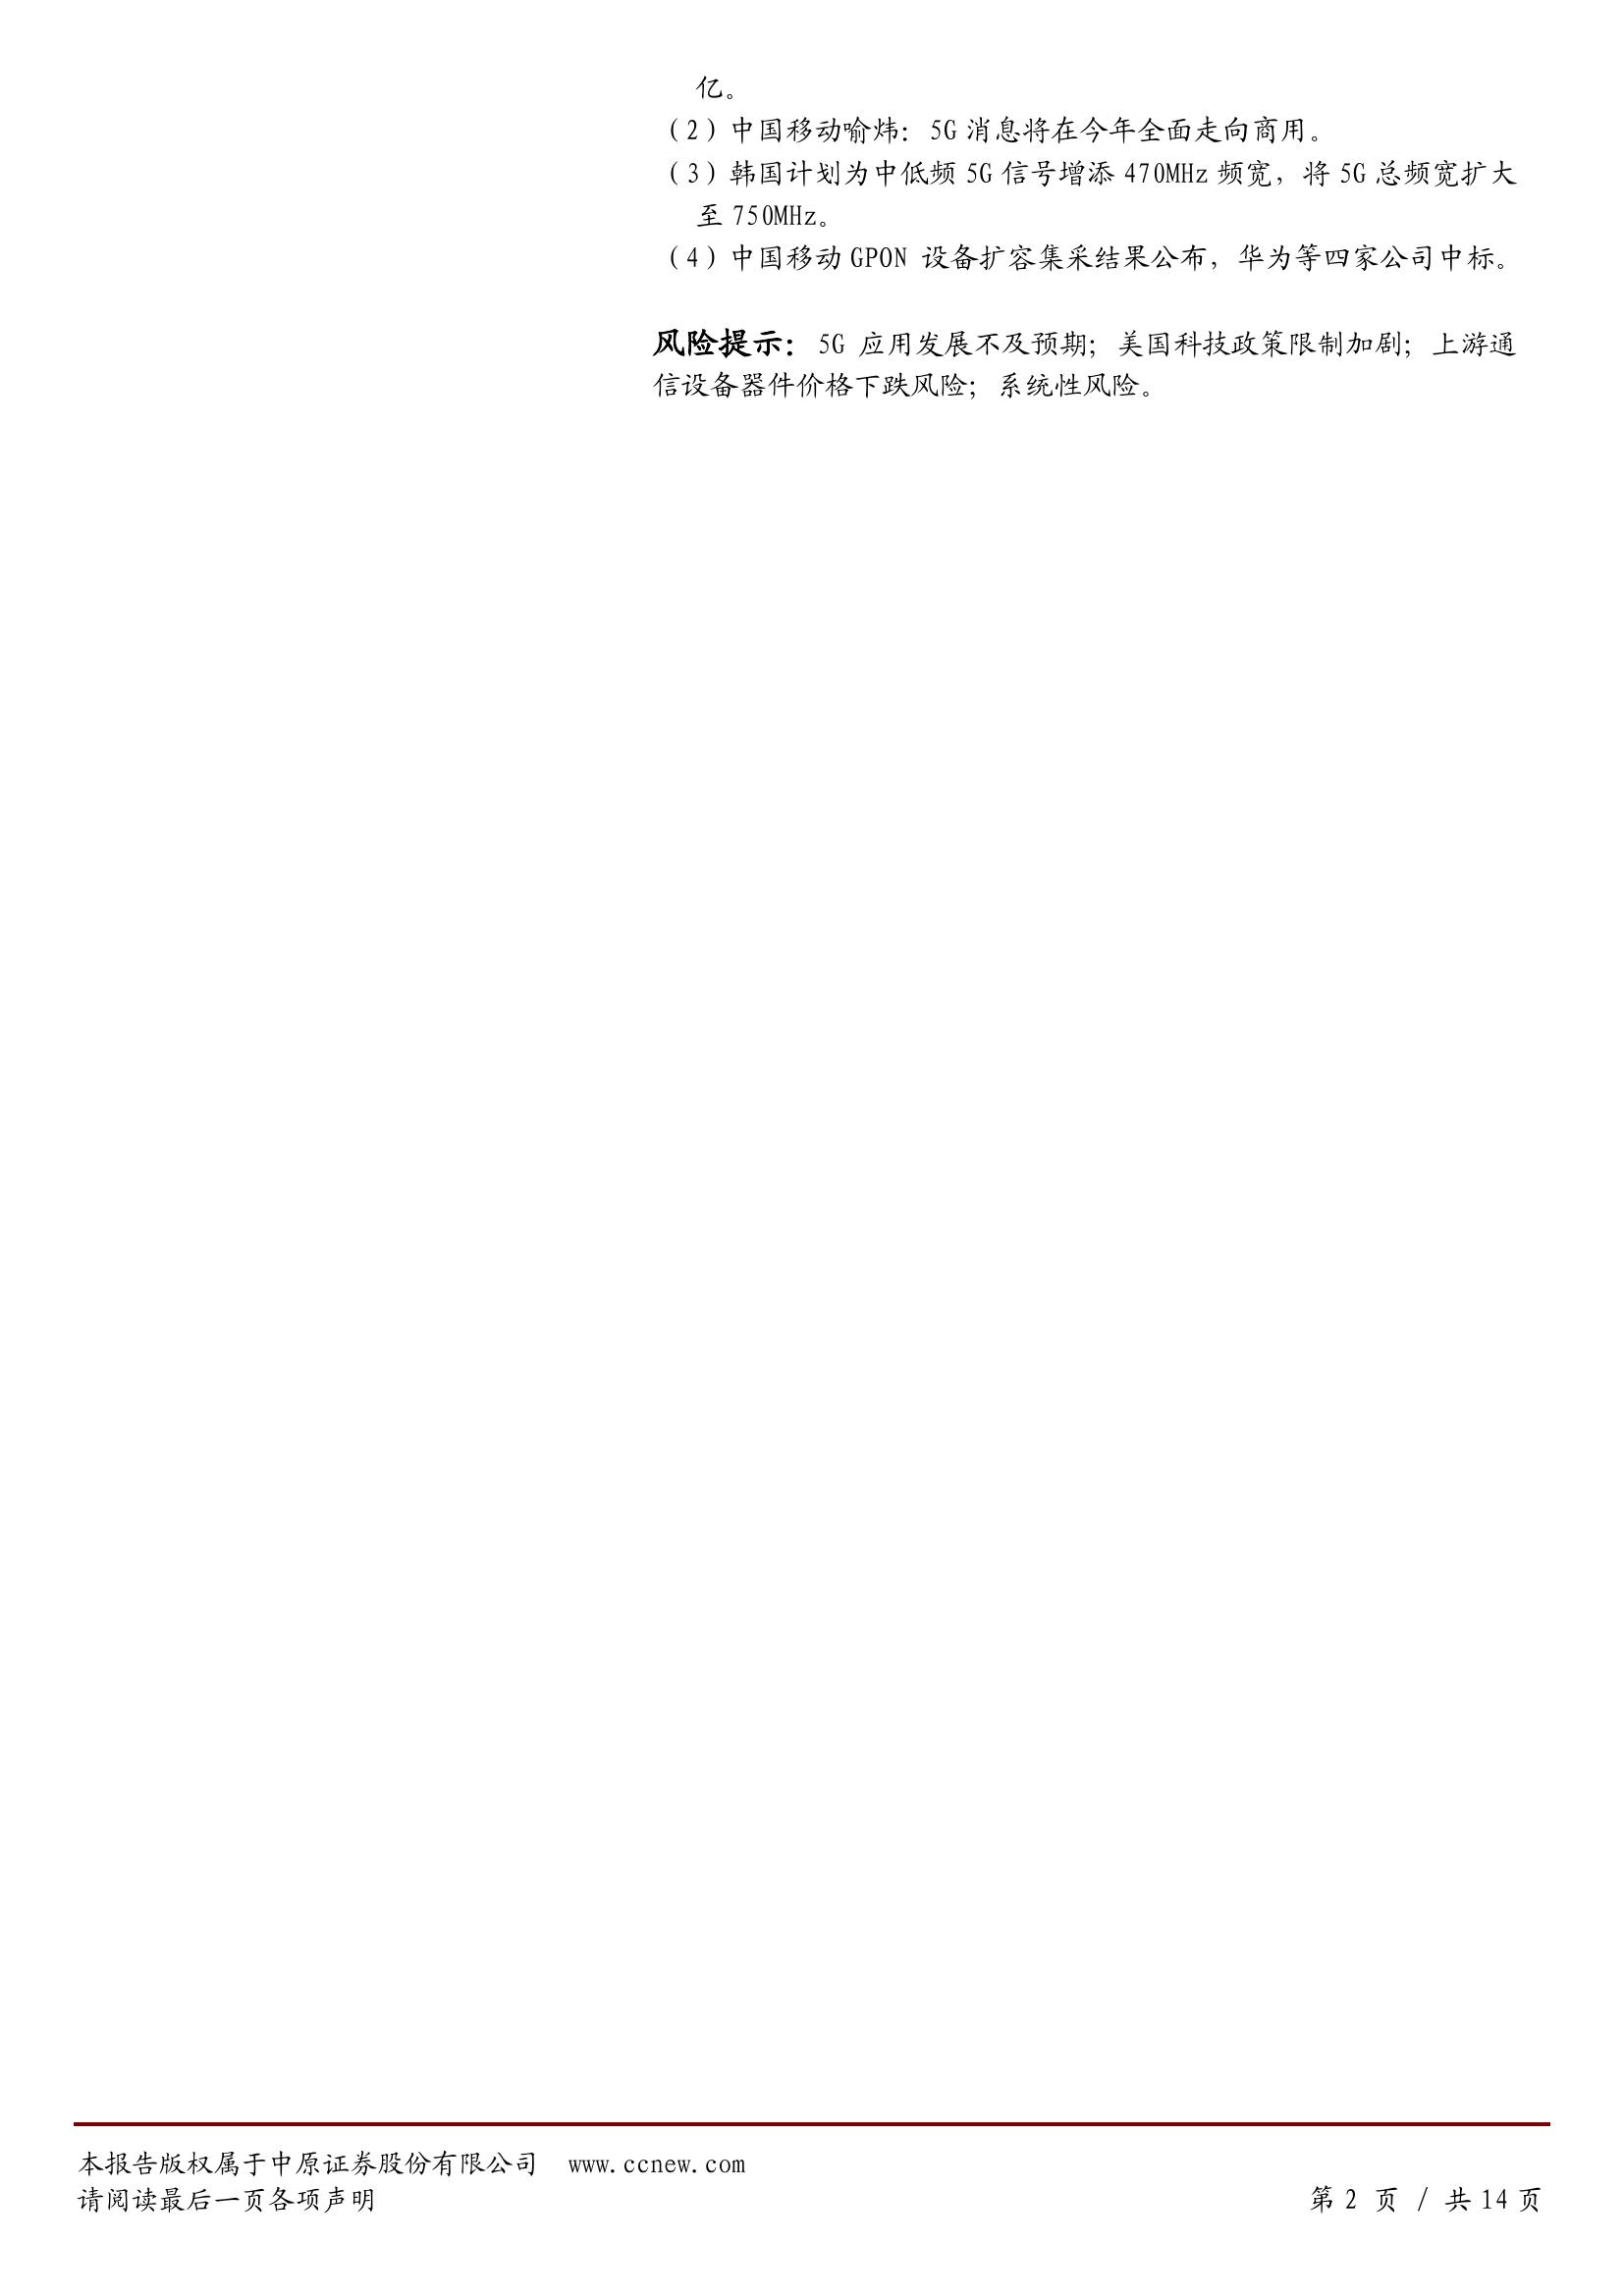 亿。
（2）中国移动喻炜：5G 消息将在今年全面走向商用。
（3）韩国计划为中低频 5G 信号增添 470MHz 频宽，将 5G 总频宽扩大
至 750MHz。
（4）中国移动 GPON 设备扩容集采结果公布，华为等四家公司中标。
风险提示：5G 应用发展不及预期；美国科技政策限制加剧；上游通
信设备器件价格下跌风险；系统性风险。
本报告版权属于中原证券股份有限公司 www.ccnew.com
请阅读最后一页各项声明
第 2 页 / 共 14 页